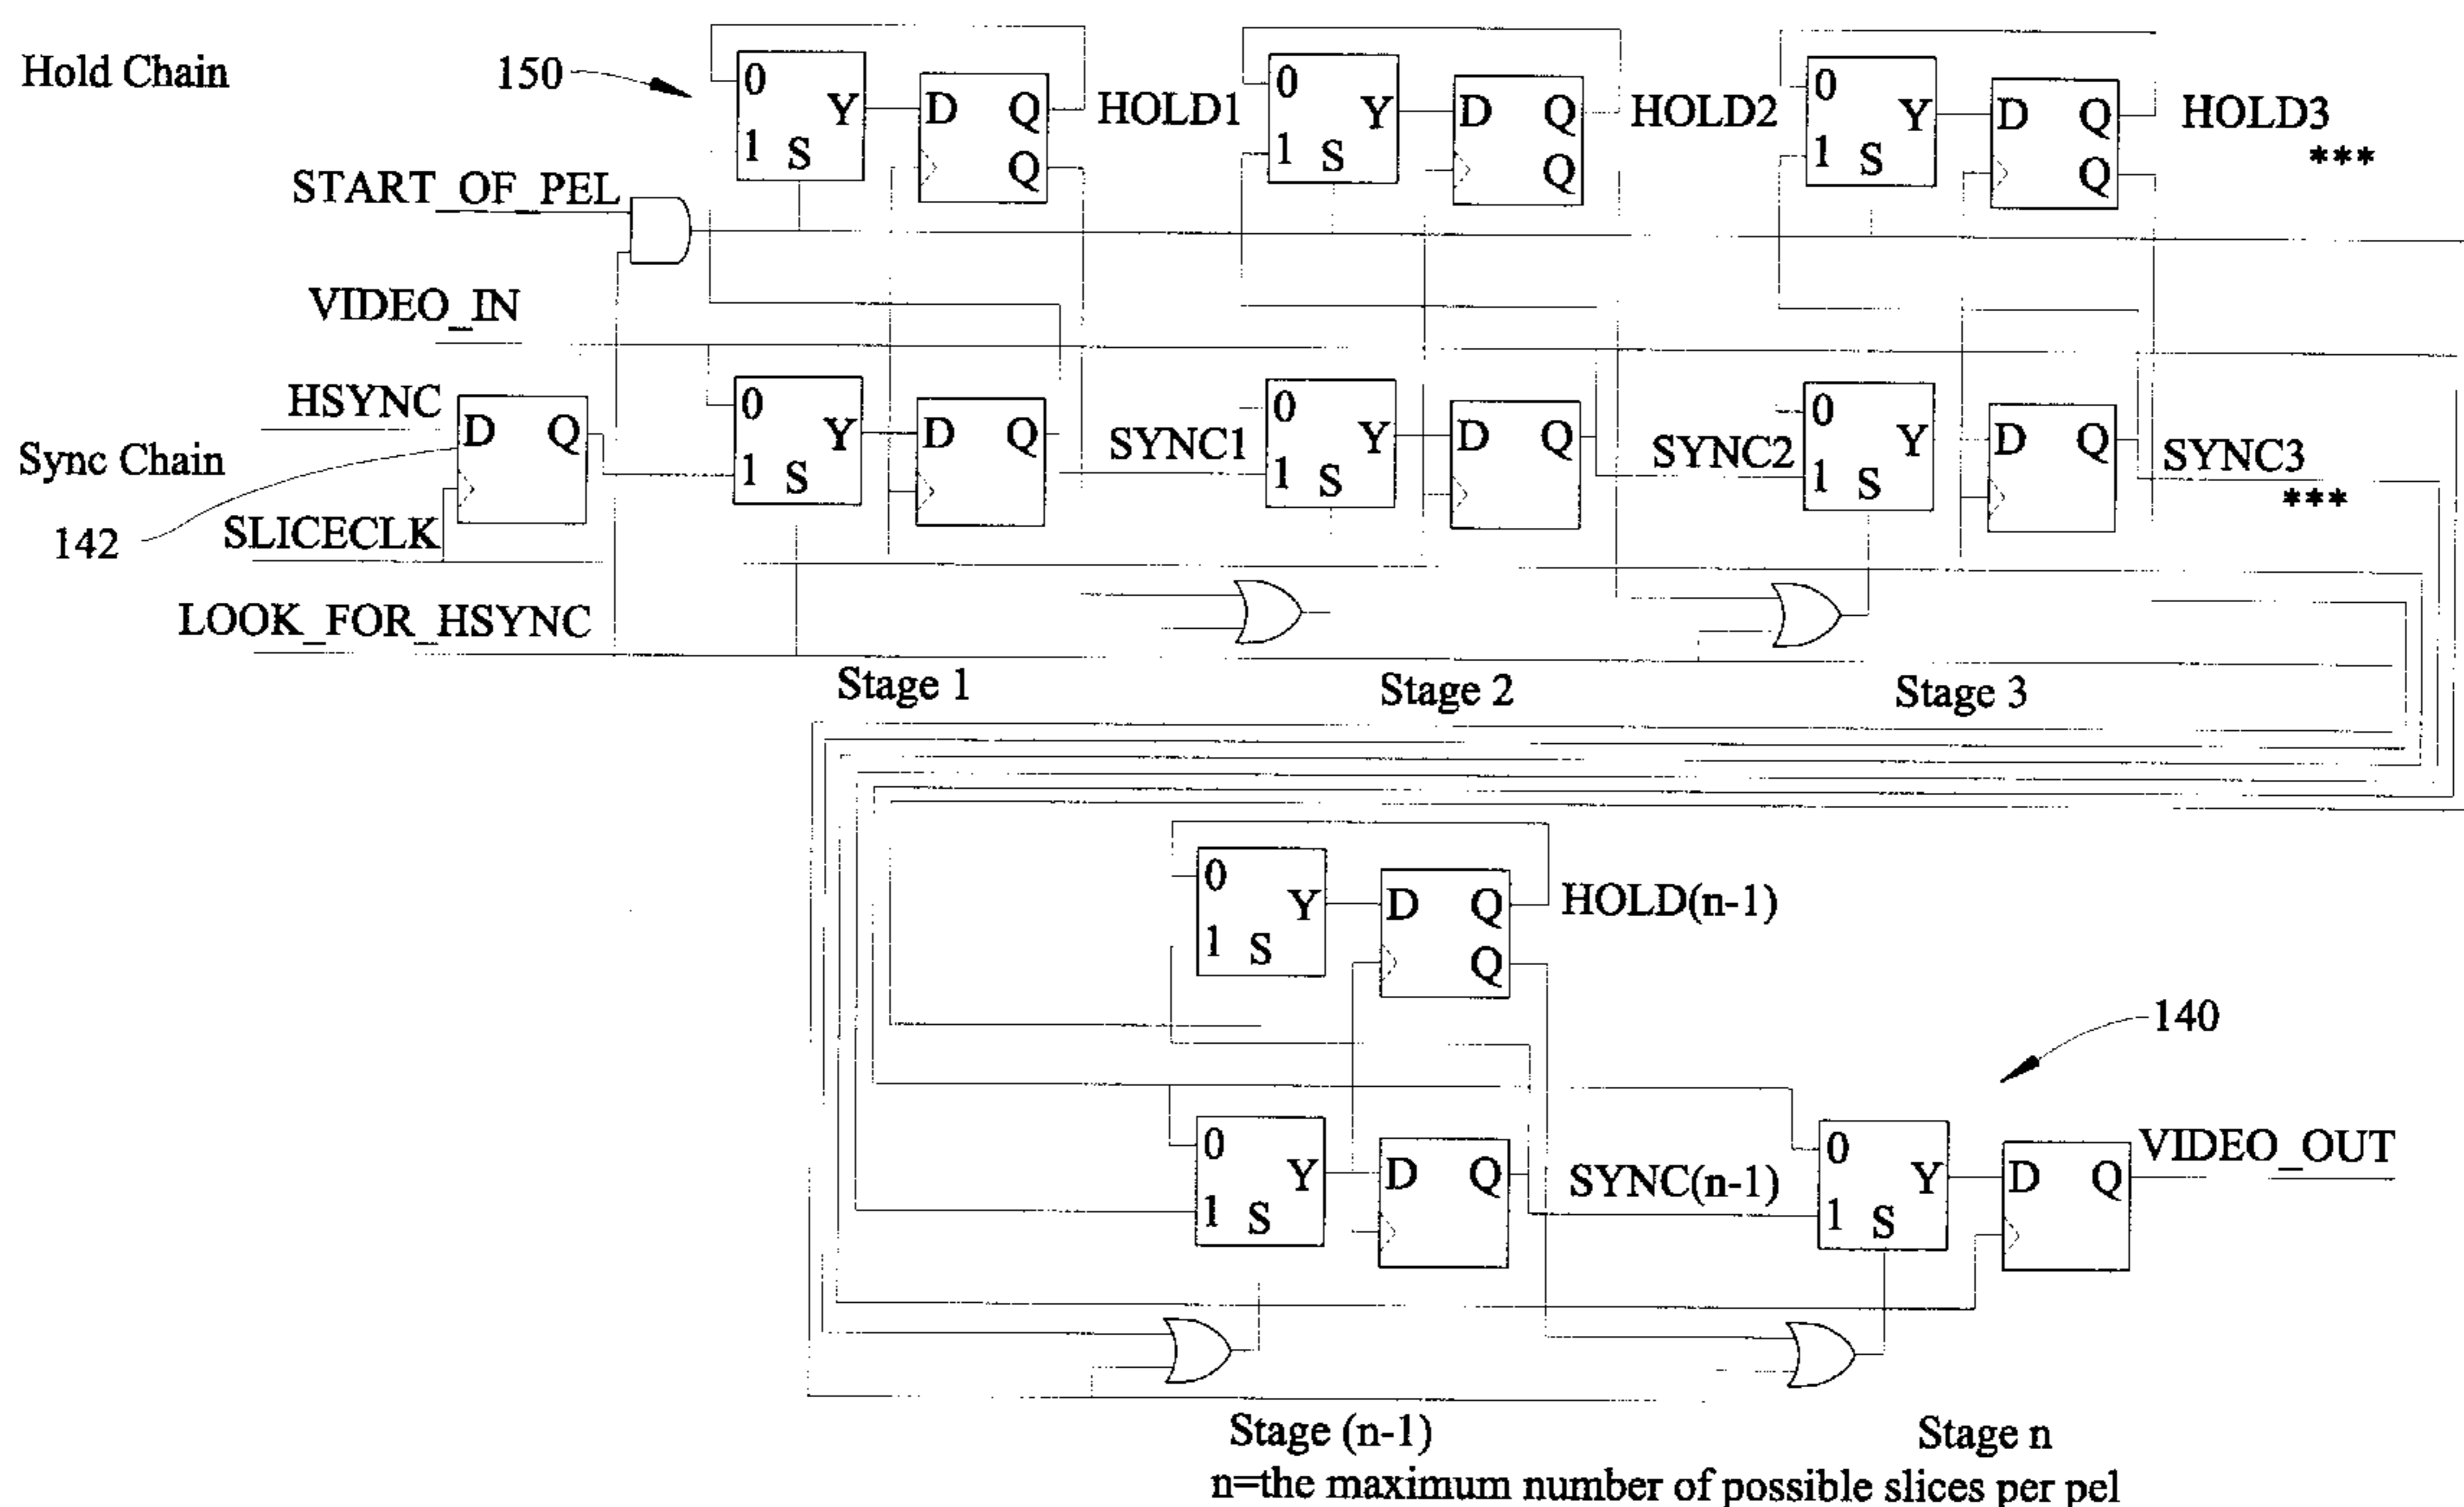 Hold Chain
150
0
1
Y
S
D
Q
Q
HOLD1
0
1
Y
S
D
Q
Q
HOLD2
0
1
Y
S
D
Q
Q
HOLD3
***
START_OF_PEL
VIDEO_IN
HSYNC
Sync Chain
142
SLICECLK
LOOK_FOR_HSYNC
D
Q
0
1
Y
S
D
Q
SYNC1
0
1
Y
S
D
Q
SYNC2
0
1
Y
S
D
Q
SYNC3
***
Stage 1
Stage 2
Stage 3
0
1
Y
S
D
Q
Q
HOLD(n-1)
140
0
1
Y
S
D
Q
SYNC(n-1)
0
1
Y
S
D
Q
VIDEO_OUT
Stage (n-1)
Stage n
n=the maximum number of possible slices per pel